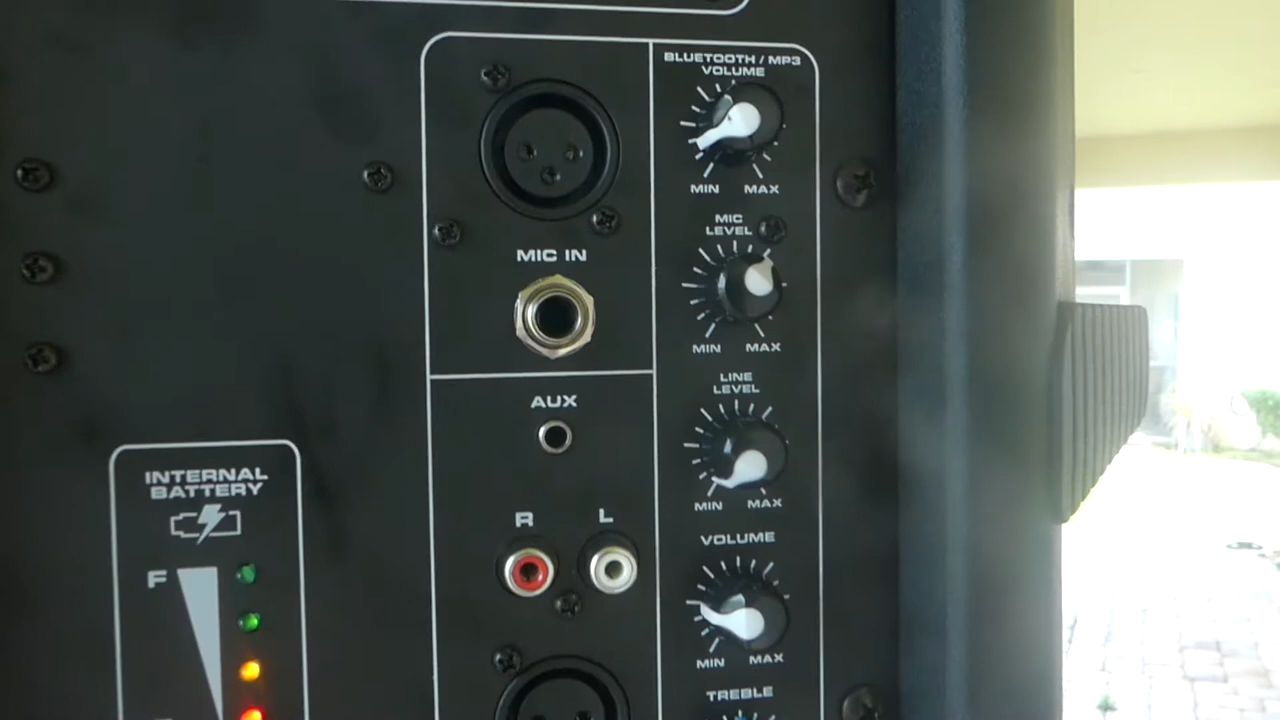 BLUETOOTH / MP3
VOLUME
MIN MAX
MIC
LEVEL
MIN MAX
MIC IN
LINE
LEVEL
MIN MAX
AUX
R L
VOLUME
MIN MAX
TREBLE
INTERNAL
BATTERY
F